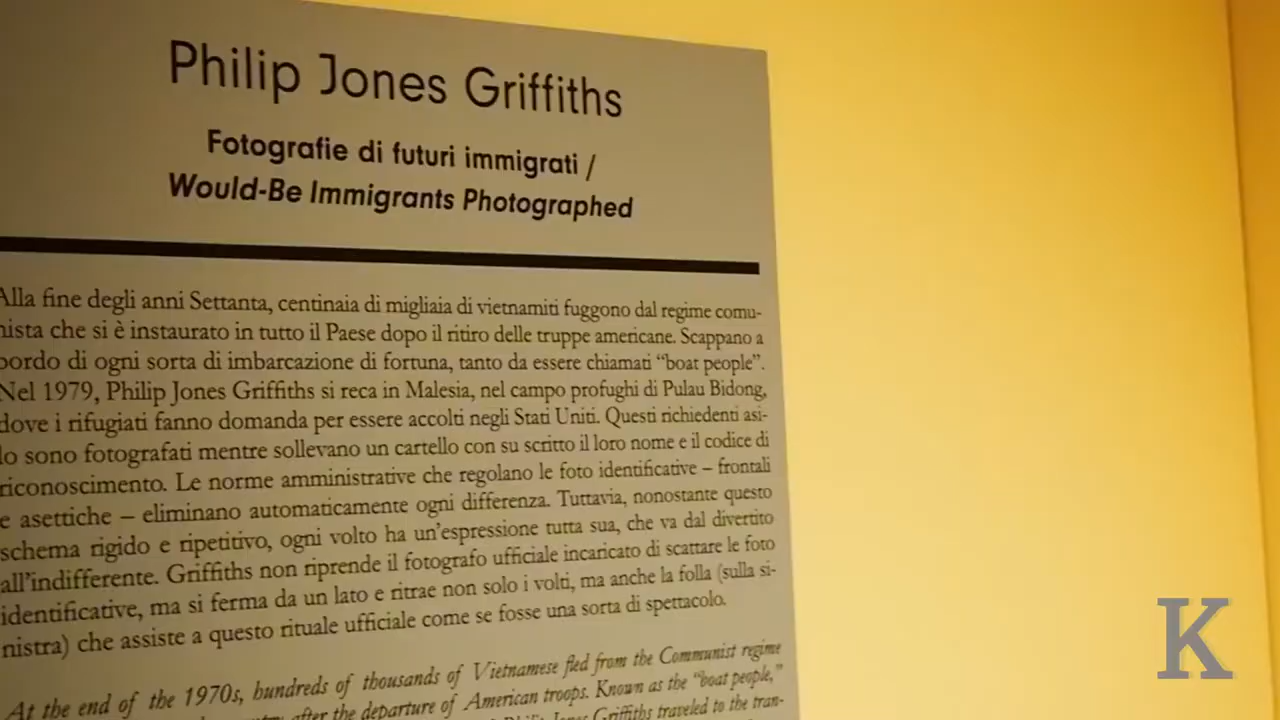 Philip Jones Griffiths
Fotografie di futuri immigrati /
Would-Be Immigrants Photographed
Alla fine degli anni Settanta, centinaia di migliaia di vietnamiti fuggono dal regime comu-
nista che si è instaurato in tutto il Paese dopo il ritiro delle truppe americane. Scappano a
bordo di ogni sorta di imbarcazione di fortuna, tanto da essere chiamati “boat people”.
Nel 1979, Philip Jones Griffiths si reca in Malesia, nel campo profughi di Pulau Bidong,
dove i rifugiati fanno domanda per essere accolti negli Stati Uniti. Questi richiedenti asi-
lo sono fotografati mentre sollevano un cartello con su scritto il loro nome e il codice di
riconoscimento. Le norme amministrative che regolano le foto identificative – frontali
e asettiche – eliminano automaticamente ogni differenza. Tuttavia, nonostante questo
schema rigido e ripetitivo, ogni volto ha un’espressione tutta sua, che va dal divertito
all’indifferente. Griffiths non riprende il fotografo ufficiale incaricato di scattare le foto
identificative, ma si ferma da un lato e ritrae non solo i volti, ma anche la folla (sulla si-
nistra) che assiste a questo rituale ufficiale come se fosse una sorta di spettacolo.
At the end of the 1970s, hundreds of thousands of Vietnamese fled from the Communist regime
after the departure of American troops. Known as the “boat people,”
Jones Griffiths traveled to the tran-
K